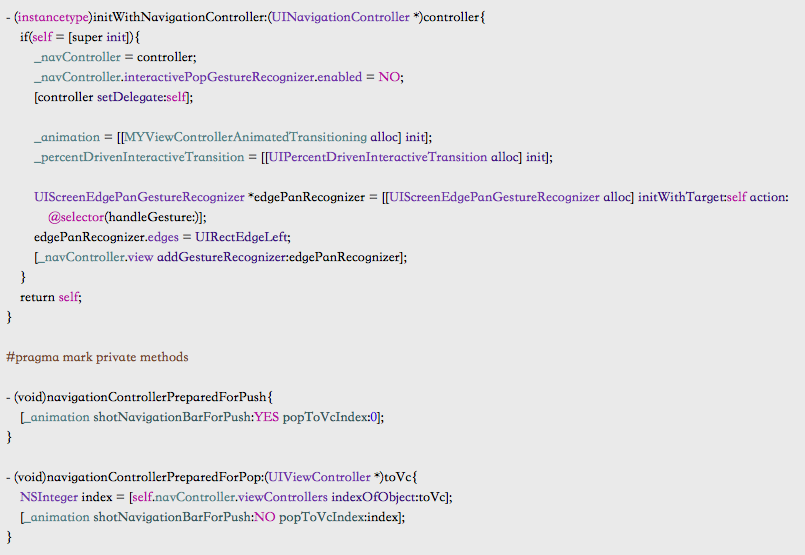 - (instancetype)initWithNavigationController:(UINavigationController *)controller{
if(self = [super init]){
_navController = controller;
_navController.interactivePopGestureRecognizer.enabled = NO;
[controller setDelegate:self];
_animation = [[MYViewControllerAnimatedTransitioning alloc] init];
_percentDrivenInteractiveTransition = [[UIPercentDrivenInteractiveTransition alloc] init];
UIScreenEdgePanGestureRecognizer *edgePanRecognizer = [[UIScreenEdgePanGestureRecognizer alloc] initWithTarget:self action:
@selector(handleGesture:)];
edgePanRecognizer.edges = UIRectEdgeLeft;
[_navController.view addGestureRecognizer:edgePanRecognizer];
}
return self;
}
#pragma mark private methods
- (void)navigationControllerPreparedForPush{
[_animation shotNavigationBarForPush:YES popToVcIndex:0];
}
- (void)navigationControllerPreparedForPop:(UIViewController *)toVc{
NSInteger index = [self.navController.viewControllers indexOfObject:toVc];
[_animation shotNavigationBarForPush:NO popToVcIndex:index];
}